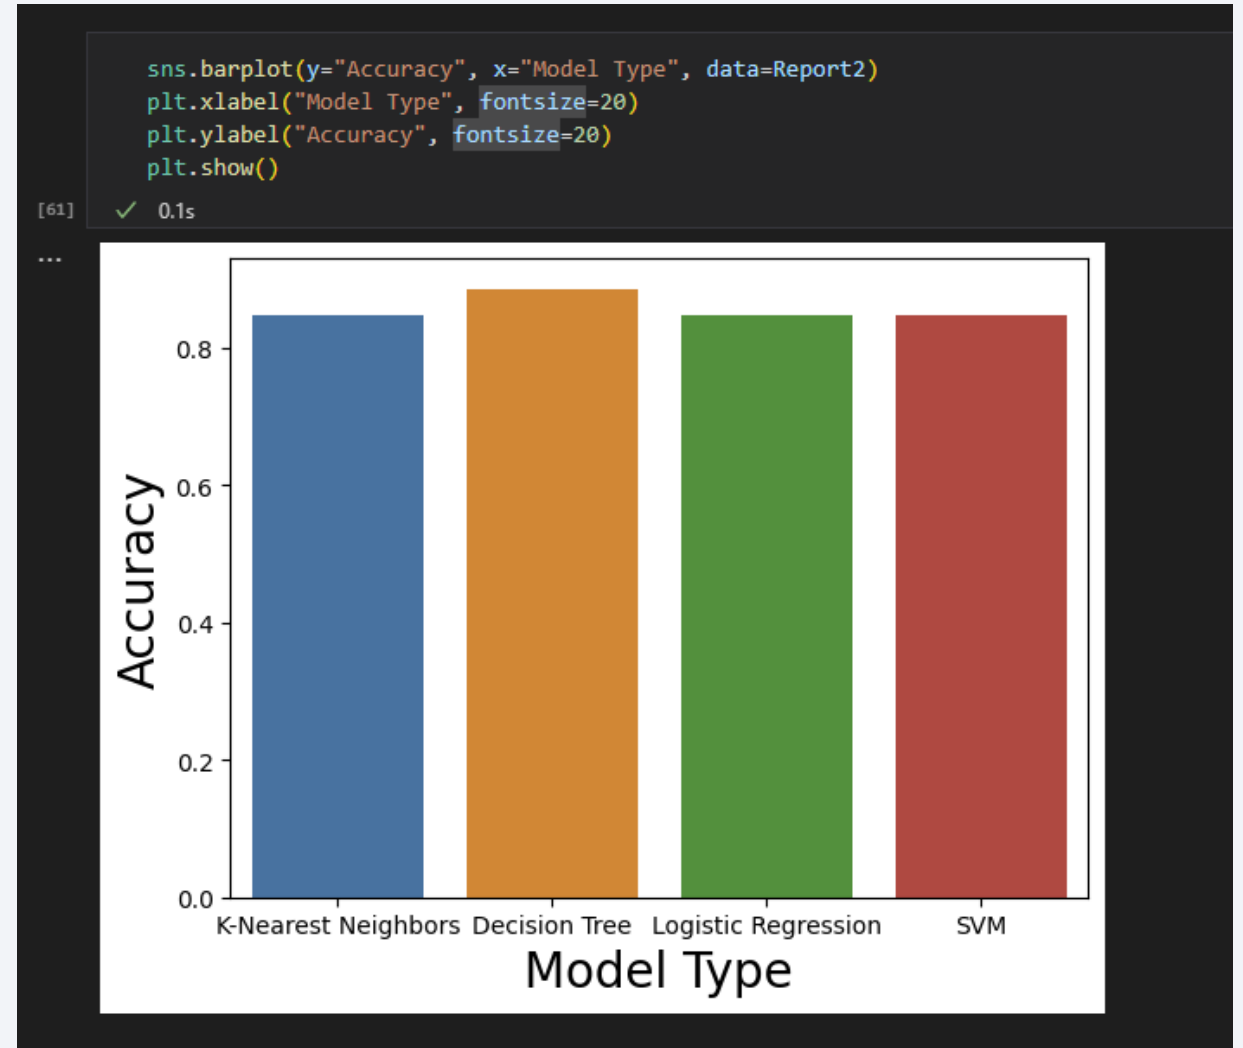 sns.barplot(y="Accuracy", x="Model Type", data=Report2)
plt.xlabel("Model Type", fontsize=20)
plt.ylabel("Accuracy", fontsize=20)
plt.show()
[61]
0.1s
...
0.8
0.6
0.4
0.2
0.0
Accuracy
K-Nearest Neighbors Decision Tree Logistic Regression SVM
Model Type